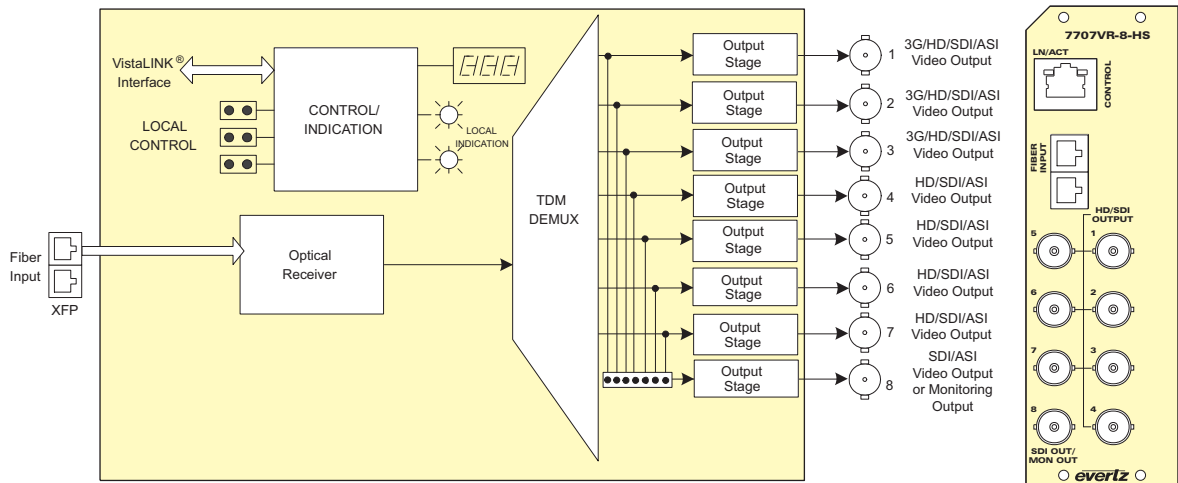 VistaLINK ®
Interface
LOCAL
CONTROL
CONTROL/
INDICATION
LOCAL
INDICATION
Fiber
Input
XFP
Optical
Receiver
TDM
DEMUX
Output
Stage
1
3G/HD/SDI/ASI
Video Output
Output
Stage
2
3G/HD/SDI/ASI
Video Output
Output
Stage
3
3G/HD/SDI/ASI
Video Output
Output
Stage
4
HD/SDI/ASI
Video Output
Output
Stage
5
HD/SDI/ASI
Video Output
Output
Stage
6
HD/SDI/ASI
Video Output
Output
Stage
7
HD/SDI/ASI
Video Output
Output
Stage
8
SDI/ASI
Video Output
or Monitoring
Output
7707VR-8-HS
LN/ACT
CONTROL
FIBER
INPUT
HD/SDI
OUTPUT
5
1
6
2
7
3
8
4
SDI OUT/
MON OUT
evertz